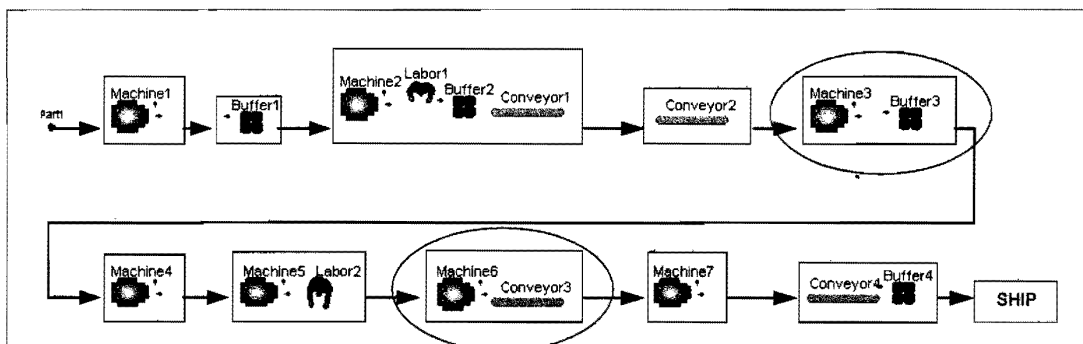 Part1
Machine1
Buffer1
Machine2
Labor1
Buffer2
Conveyor1
Conveyor2
Machine3
Buffer3
Machine4
Machine5
Labor2
Machine6
Conveyor3
Machine7
Conveyor4
Buffer4
SHIP